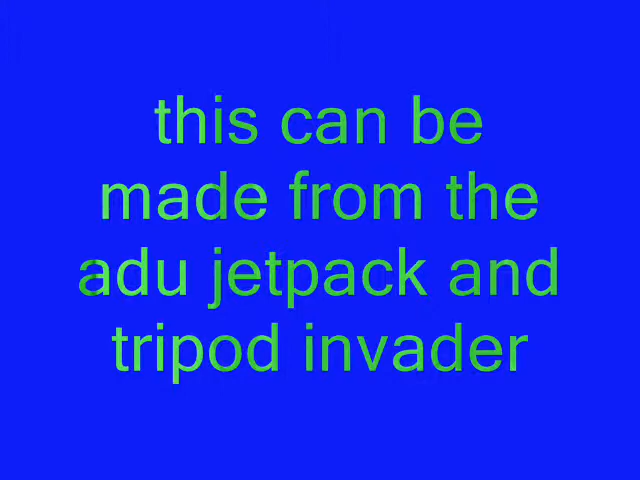 this can be
made from the
adu jetpack and
tripod invader